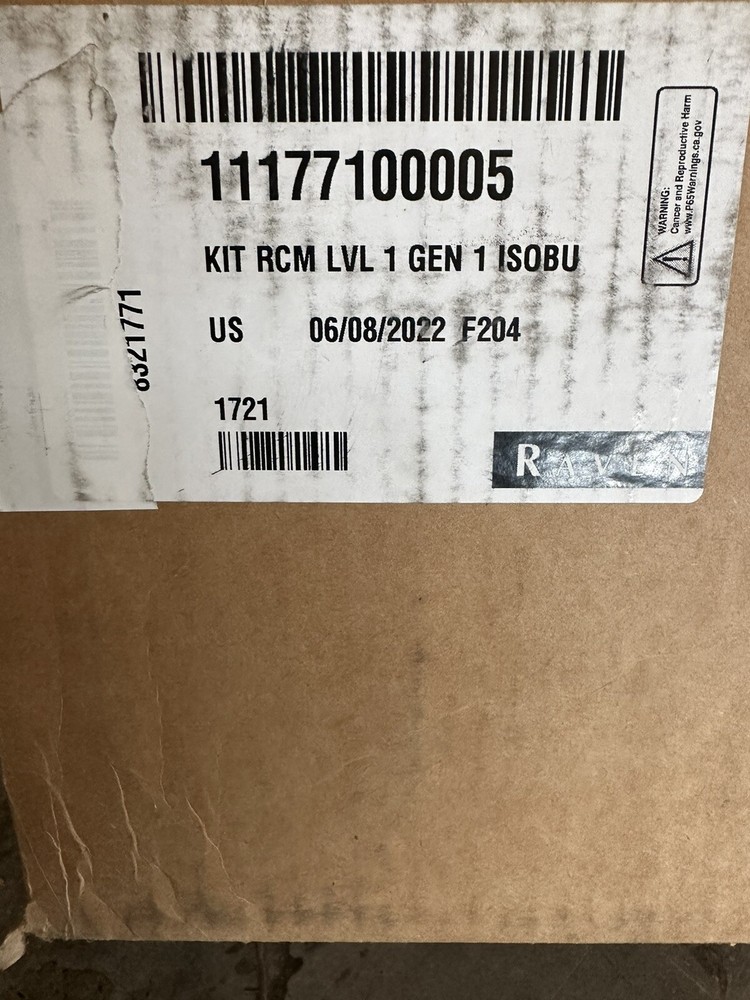 11177100005
KIT RCM LVL 1 GEN 1 ISOBU
US 06/08/2022 F204
1721
RAVEN
WARNING:
Cancer and Reproductive Harm
www.P65Warnings.ca.gov